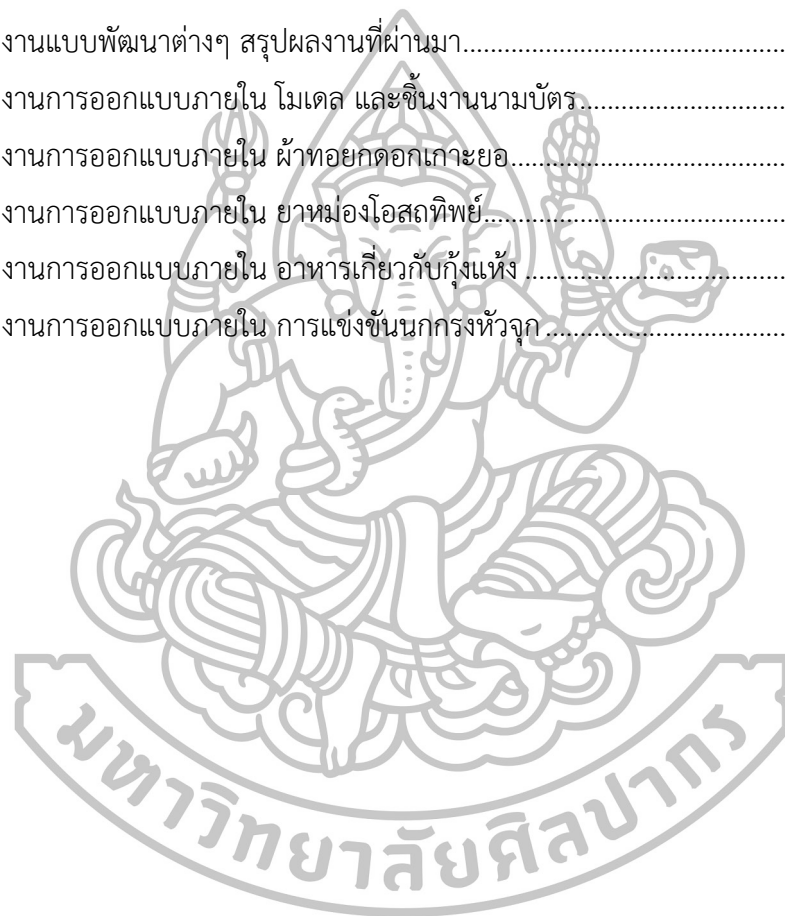 งานแบบพัฒนาต่างๆ สรุปผลงานที่ผ่านมา................................................
งานการออกแบบภายใน โมเดล และชิ้นงานนามบัตร..............................
งานการออกแบบภายใน ผ้าทอยกดอกเกาะยอ........................................
งานการออกแบบภายใน ยาหม่องโอสถทิพย์............................................
งานการออกแบบภายใน อาหารเกี่ยวกับกุ้งแห้ง ......................................
งานการออกแบบภายใน การแข่งขันนกกรงหัวจุก ...................................
มหาวิทยาลัยศิลปากร